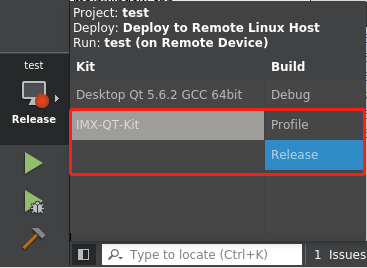 Project: test
Deploy: Deploy to Remote Linux Host
Run: test (on Remote Device)
test
Release
Kit Build
Desktop Qt 5.6.2 GCC 64bit Debug
IMX-QT-Kit Profile
Release
Type to locate (Ctrl+K) 1 Issues